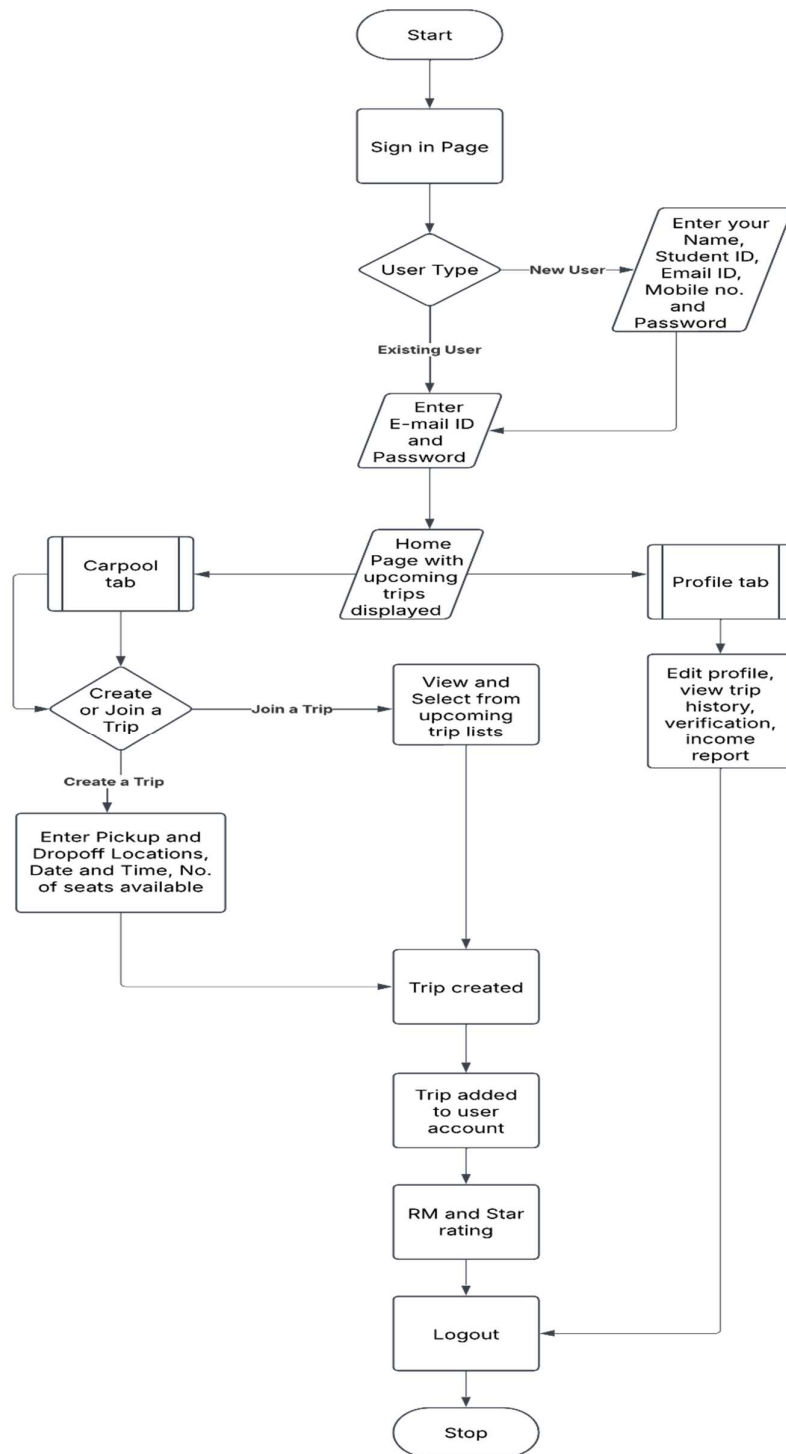 Start
Sign in Page
User Type
New User
Enter your
Name,
Student ID,
Email ID,
Mobile no.
and
Password
Existing User
Enter
E-mail ID
and
Password
Home
Page with
upcoming
trips
displayed
Carpool
tab
Profile tab
Create
or Join a
Trip
Join a Trip
View and
Select from
upcoming
trip lists
Edit profile,
view trip
history,
verification,
income
report
Create a Trip
Enter Pickup and
Dropoff Locations,
Date and Time, No.
of seats available
Trip created
Trip added
to user
account
RM and Star
rating
Logout
Stop